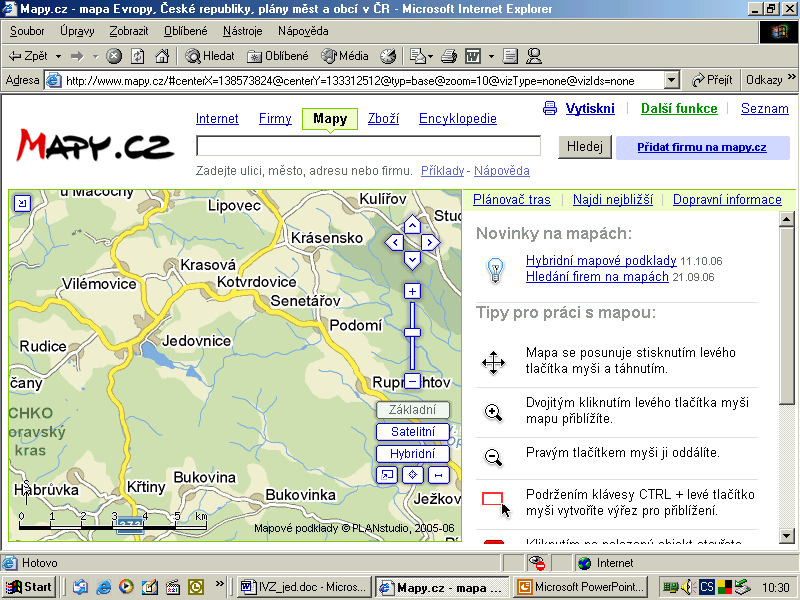 Mapy.cz - mapa Evropy, České republiky, plány měst a obcí v ČR - Microsoft Internet Explorer
Soubor Úpravy Zobrazit Oblíbené Nástroje Nápověda
Zpět Hledat Oblíbené Média
Adresa http://www.mapy.cz/#centerX=138573824@centerY=133312512@typ=base@zoom=10@vizType=none@vizIds=none Přejít Odkazy »
Vytiskni Další funkce Seznam
Internet Firmy Mapy Zboží Encyklopedie
MAPY.CZ
Hledej Přidat firmu na mapy.cz
Zadejte ulici, město, adresu nebo firmu. Příklady - Nápověda
Plánovač tras Najdi nejbližší Dopravní informace
u Macochy
Lipovec
Kulířov
Krásensko
Krasová
Vilémovice
Kotvrdovice
Senetářov
Podomí
Rudice
Jedovnice
CHKO
kras
Křtiny
Bukovina
Bukovinka
Základní
Satelitní
Hybridní
0 1 2 3 4 5 km
373
Mapové podklady © PLANstudio, 2005-06
Novinky na mapách:
Hybridní mapové podklady 11.10.06
Hledání firem na mapách 21.09.06
Tipy pro práci s mapou:
Mapa se posunuje stisknutím levého
tlačítka myši a táhnutím.
Dvojitým kliknutím levého tlačítka myši
mapu přiblížíte.
Pravým tlačítkem myši ji oddálíte.
Podržením klávesy CTRL + levé tlačítko
myši vytvoříte výřez pro přiblížení.
Hotovo Internet
Start » IVZ_jed.doc - Micros... Mapy.cz - mapa ... Microsoft PowerPoint... CS 10:30